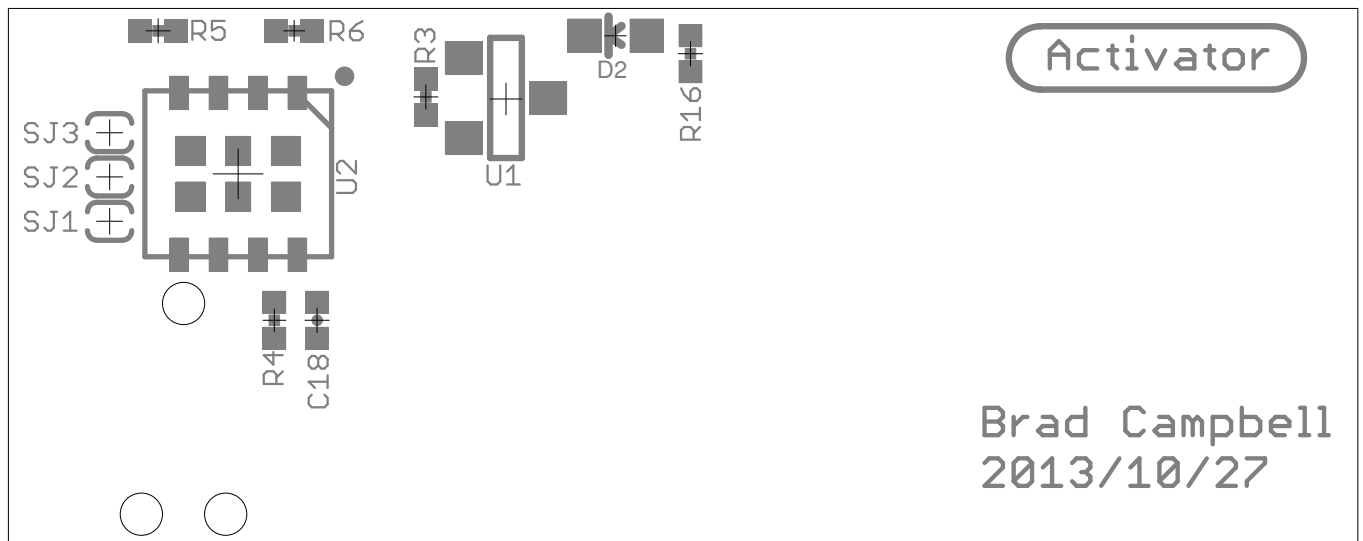 R5
R6
R3
D2
R16
Activator
SJ3
SJ2
SJ1
U2
U1
R4
C18
Brad Campbell
2013/10/27